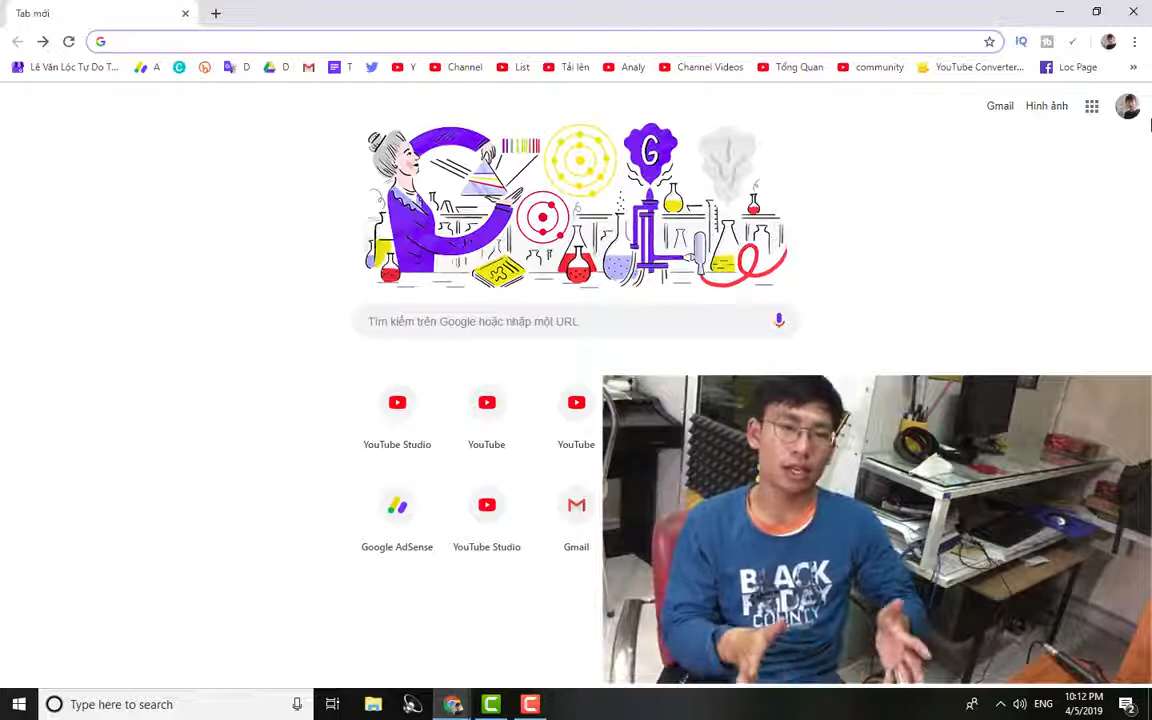 Tab mới
Lê Văn Lộc Tự Do T...
A
D
D
T
Y
Channel
List
Tải lên
Analy
Channel Videos
Tổng Quan
community
YouTube Converter...
Loc Page
»
Gmail
Hình ảnh
G
Tìm kiếm trên Google hoặc nhập một URL
YouTube Studio
YouTube
YouTube
Google AdSense
YouTube Studio
Gmail
BLACK
FRIDAY
COUNTY
Type here to search
ENG
10:12 PM
4/5/2019
2